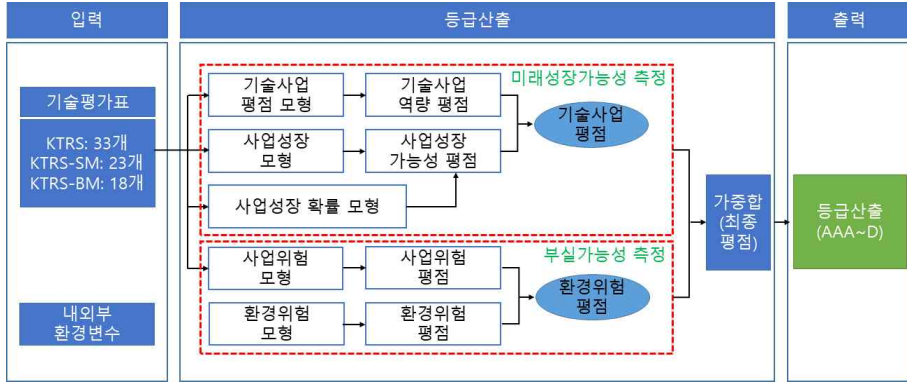 입력
등급산출
출력
기술평가표
KTRS: 33개
KTRS-SM: 23개
KTRS-BM: 18개
내외부
환경변수
미래성장가능성 측정
기술사업
평점 모형
기술사업
역량 평점
사업성장
모형
사업성장
가능성 평점
사업성장 확률 모형
기술사업
평점
부실가능성 측정
사업위험
모형
사업위험
평점
환경위험
모형
환경위험
평점
환경위험
평점
가중합
(최종
평점)
등급산출
(AAA~D)